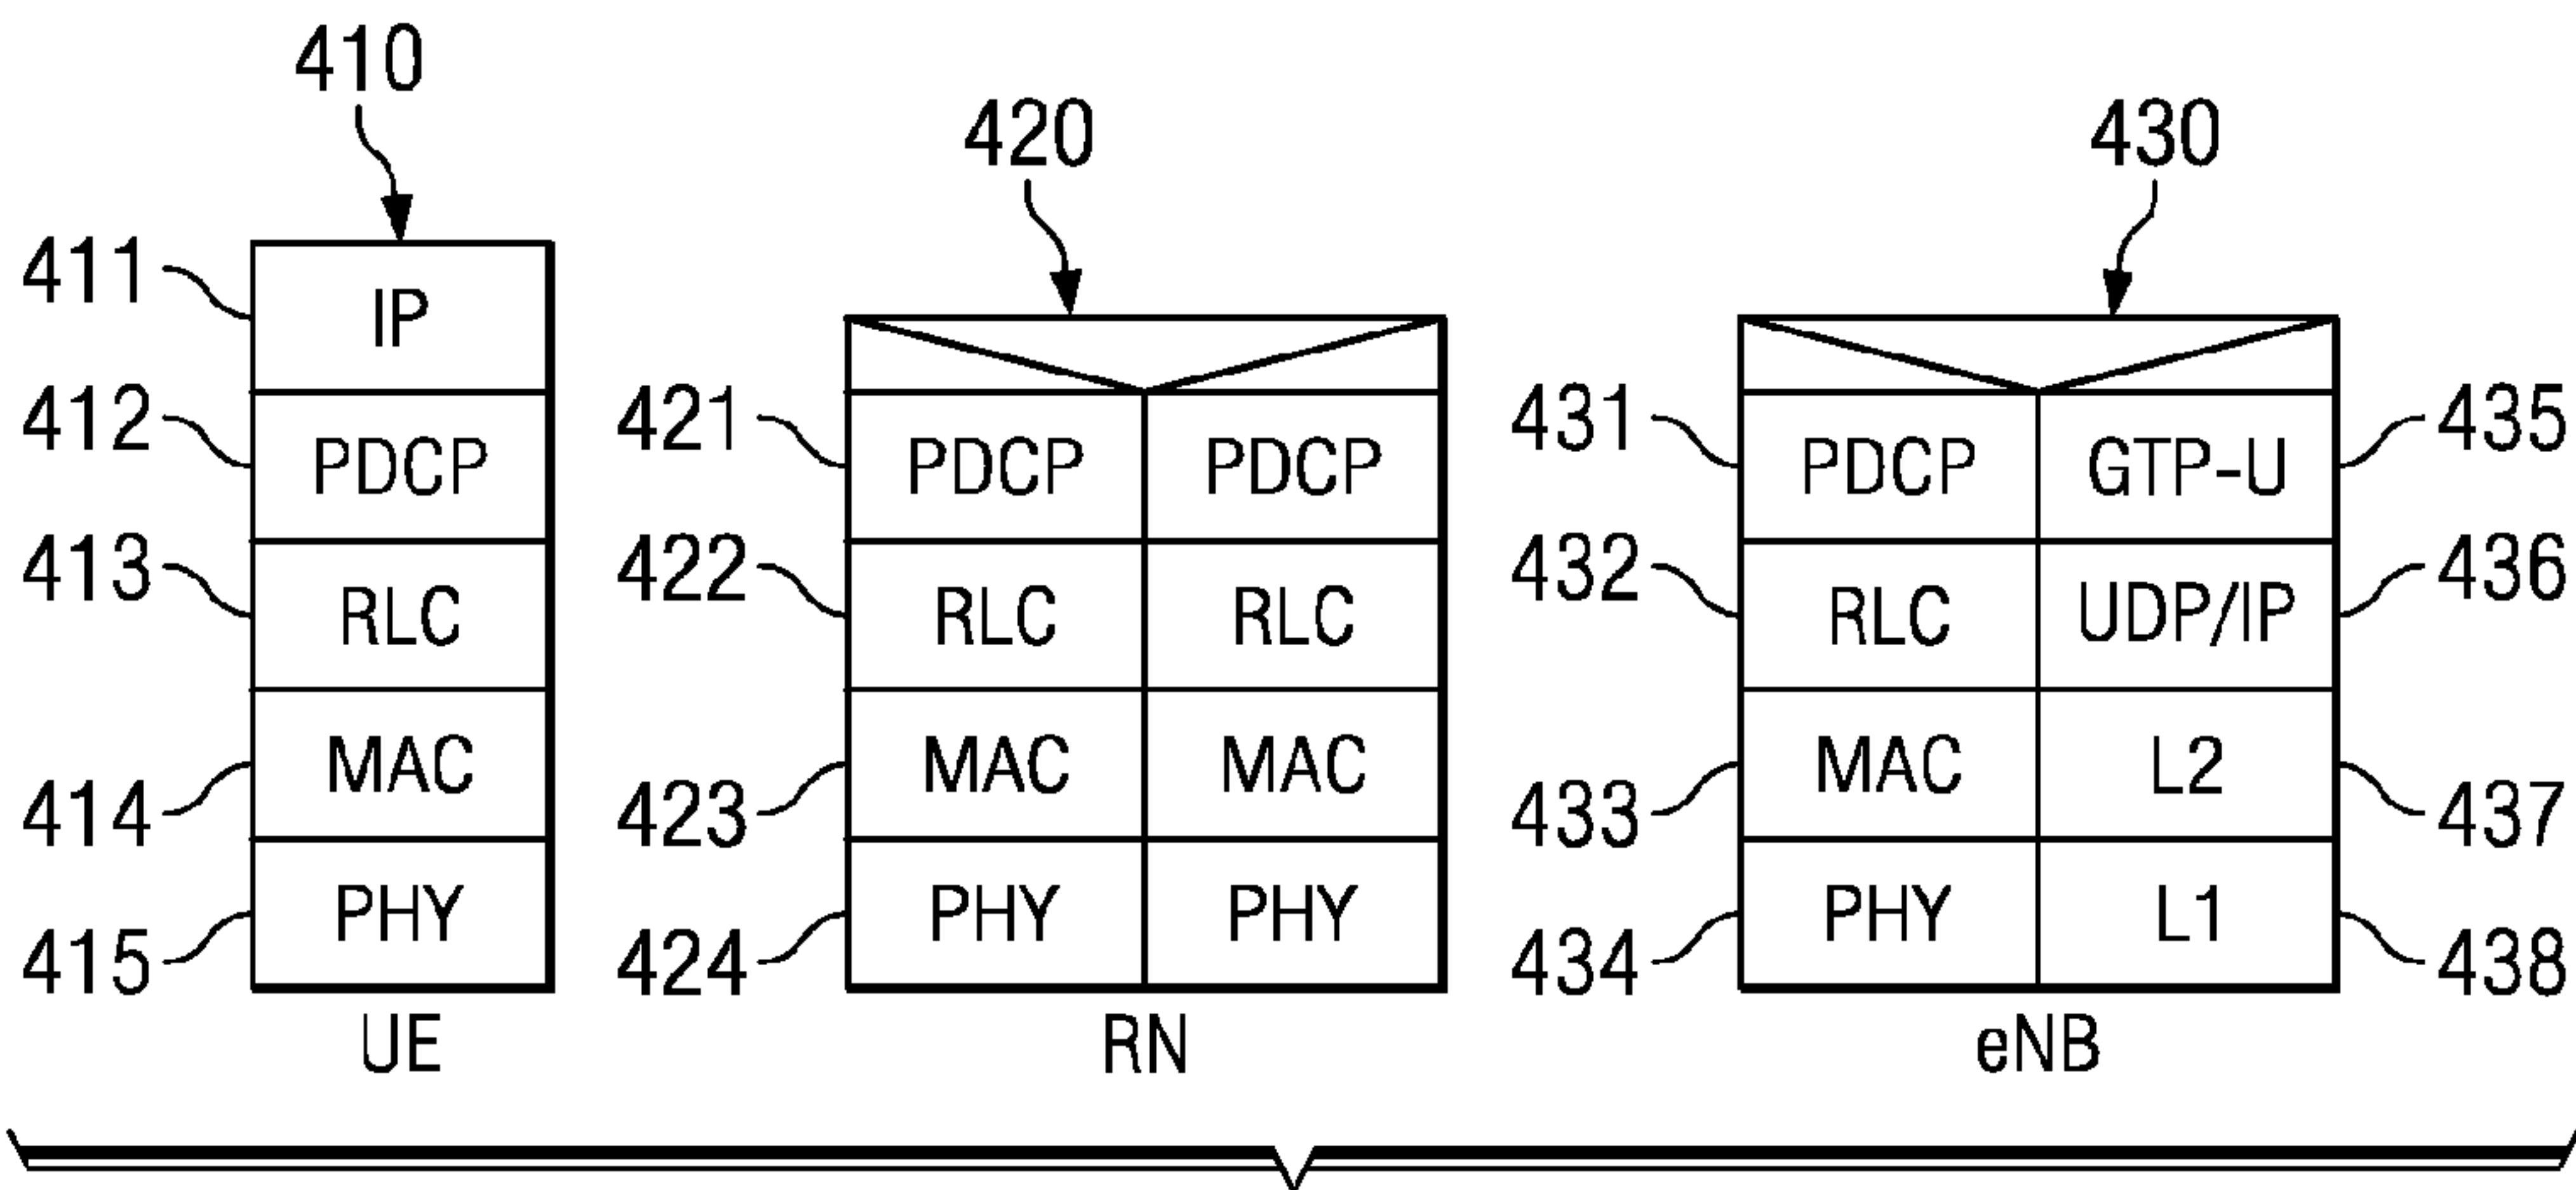 410
420
430
411 IP
412 PDCP 421 PDCP PDCP 431 PDCP GTP-U 435
413 RLC 422 RLC RLC 432 RLC UDP/IP 436
414 MAC 423 MAC MAC 433 MAC L2 437
415 PHY 424 PHY PHY 434 PHY L1 438
UE RN eNB